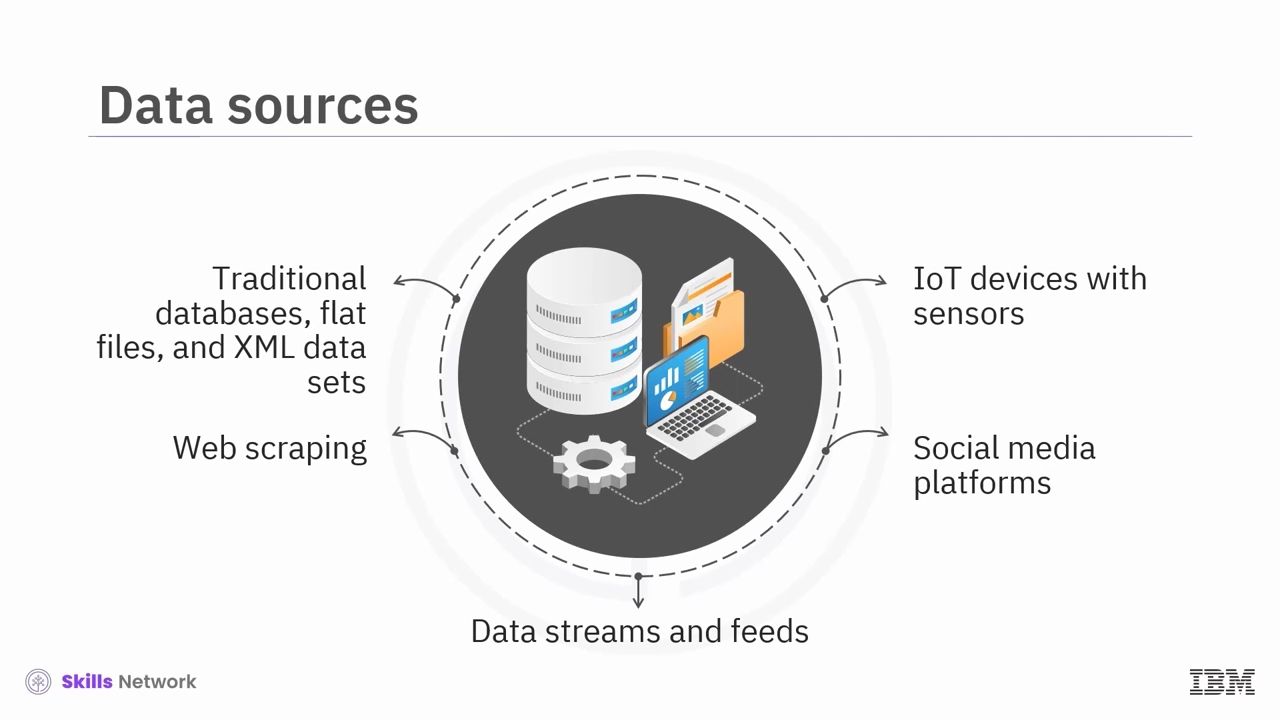 Data sources
Traditional
databases, flat
files, and XML data
sets
Web scraping
IoT devices with
sensors
Social media
platforms
Data streams and feeds
Skills Network
IBM